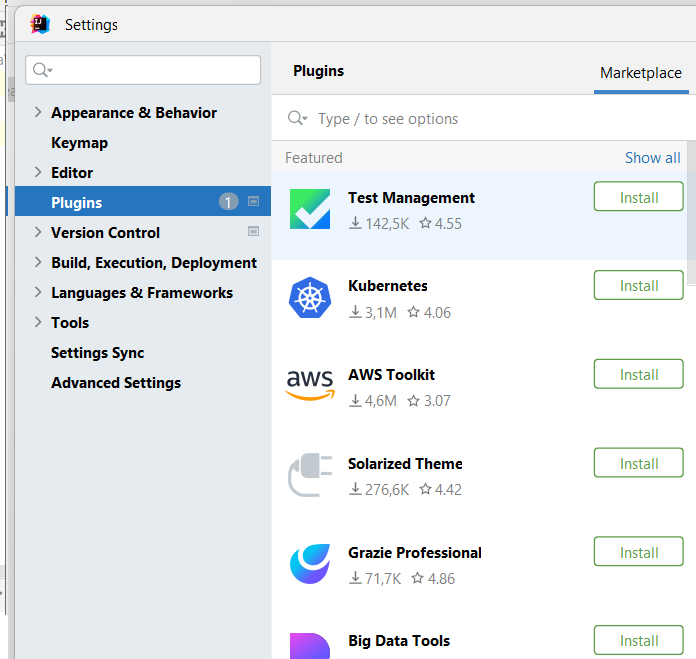 Settings
Appearance & Behavior
Keymap
Editor
Plugins 1
Version Control
Build, Execution, Deployment
Languages & Frameworks
Tools
Settings Sync
Advanced Settings
Plugins
Marketplace
Type / to see options
Featured Show all
Test Management
142,5K 4.55
Install
Kubernetes
3,1M 4.06
Install
aws
AWS Toolkit
4,6M 3.07
Install
Solarized Theme
276,6K 4.42
Install
Grazie Professional
71,7K 4.86
Install
Big Data Tools
Install